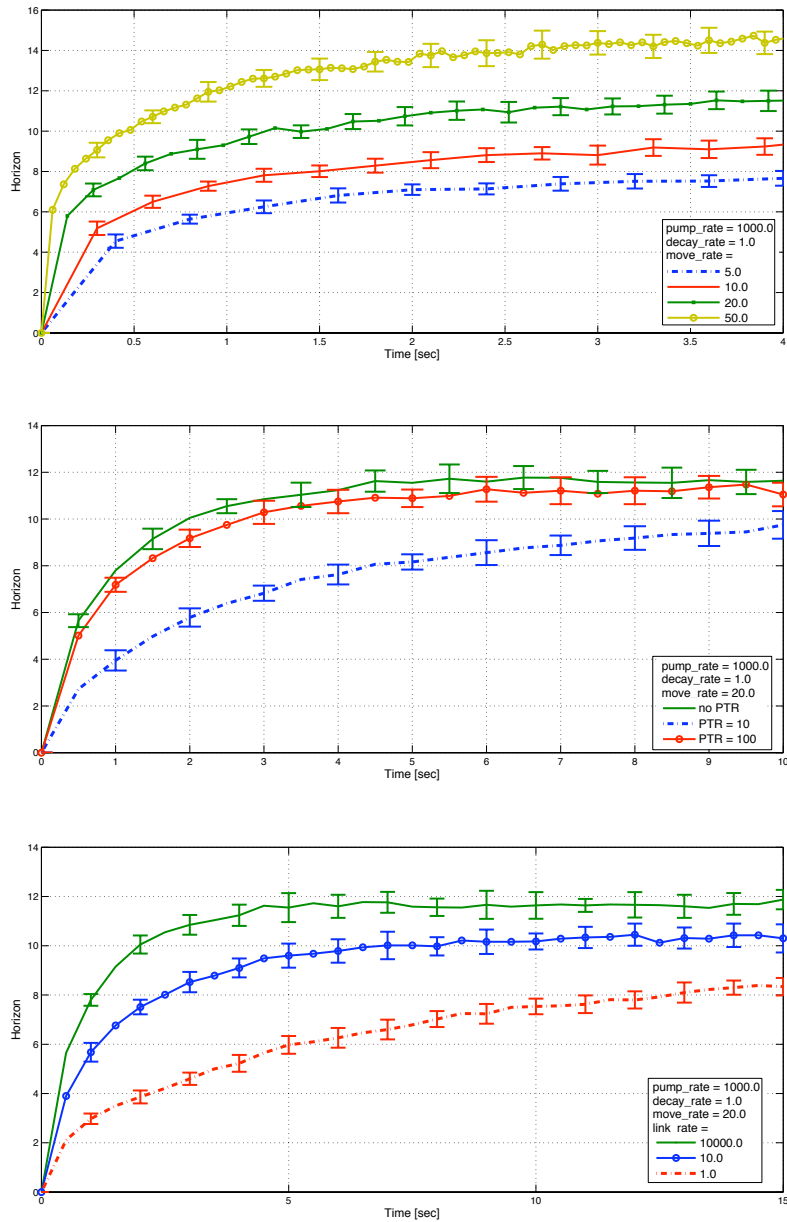 16
14
12
10
8
6
4
2
0
Horizon
0 0.5 1 1.5 2 2.5 3 3.5 4
Time [sec]
pump_rate = 1000.0
decay_rate = 1.0
move_rate =
5.0
10.0
20.0
50.0
14
12
10
8
6
4
2
0
Horizon
0 1 2 3 4 5 6 7 8 9 10
Time [sec]
pump_rate = 1000.0
decay_rate = 1.0
move_rate = 20.0
no PTR
PTR = 10
PTR = 100
14
12
10
8
6
4
2
0
Horizon
0 5 10 15
Time [sec]
pump_rate = 1000.0
decay_rate = 1.0
move_rate = 20.0
link_rate =
10000.0
10.0
1.0